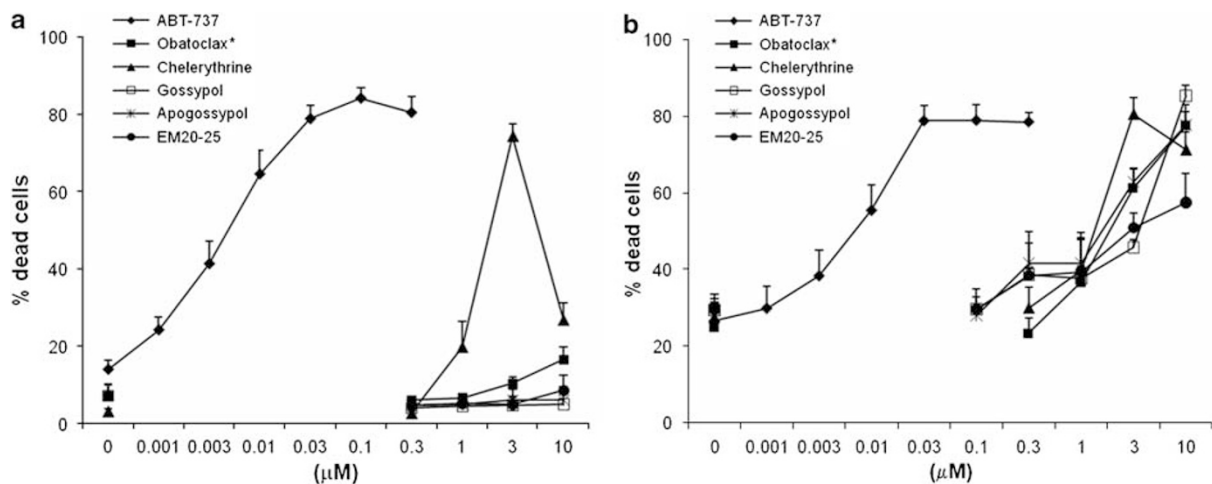 a
ABT-737
Obatoclax*
Chelerythrine
Gossypol
Apogossypol
EM20-25
100
80
60
40
20
0
% dead cells
0 0.001 0.003 0.01 0.03 0.1 0.3 1 3 10
(μM)
b
ABT-737
Obatoclax*
Chelerythrine
Gossypol
Apogossypol
EM20-25
100
80
60
40
20
0
% dead cells
0 0.001 0.003 0.01 0.03 0.1 0.3 1 3 10
(μM)